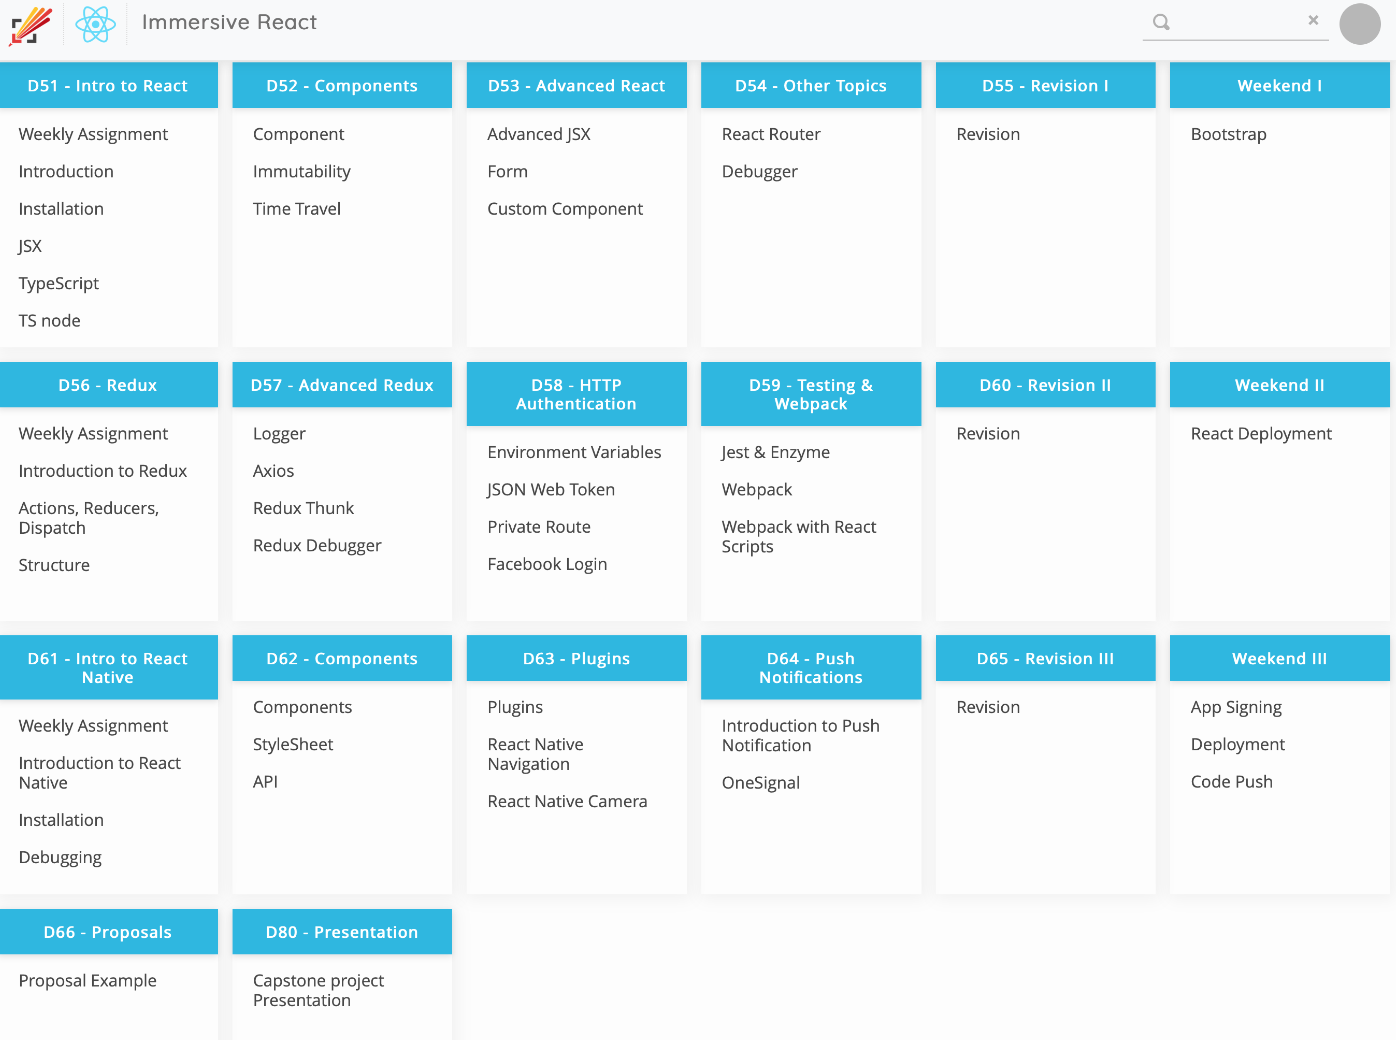 Immersive React
D51 - Intro to React
Weekly Assignment
Introduction
Installation
JSX
TypeScript
TS node
D52 - Components
Component
Immutability
Time Travel
D53 - Advanced React
Advanced JSX
Form
Custom Component
D54 - Other Topics
React Router
Debugger
D55 - Revision I
Revision
Weekend I
Bootstrap
D56 - Redux
Weekly Assignment
Introduction to Redux
Actions, Reducers,
Dispatch
Structure
D57 - Advanced Redux
Logger
Axios
Redux Thunk
Redux Debugger
D58 - HTTP
Authentication
Environment Variables
JSON Web Token
Private Route
Facebook Login
D59 - Testing &
Webpack
Jest & Enzyme
Webpack
Webpack with React
Scripts
D60 - Revision II
Revision
Weekend II
React Deployment
D61 - Intro to React
Native
Weekly Assignment
Introduction to React
Native
Installation
Debugging
D62 - Components
Components
StyleSheet
API
D63 - Plugins
Plugins
React Native
Navigation
React Native Camera
D64 - Push
Notifications
Introduction to Push
Notification
OneSignal
D65 - Revision III
Revision
Weekend III
App Signing
Deployment
Code Push
D66 - Proposals
Proposal Example
D80 - Presentation
Capstone project
Presentation